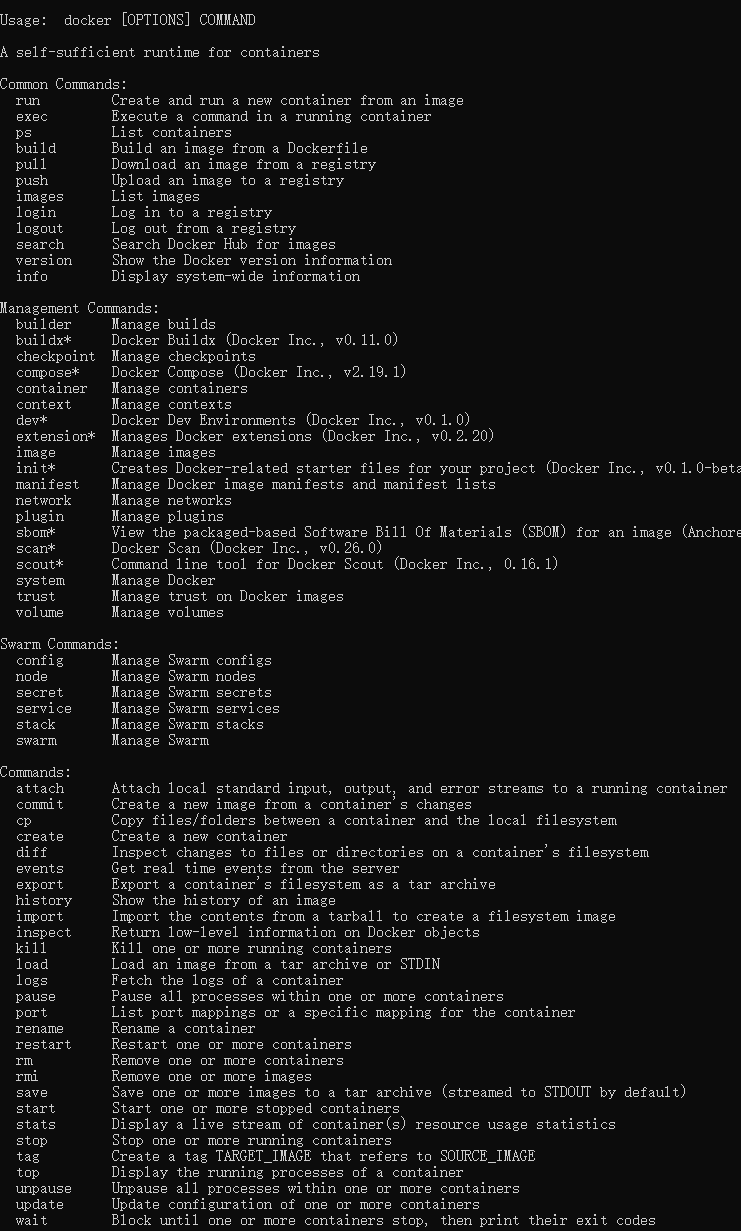 Usage:  docker [OPTIONS] COMMAND
A self-sufficient runtime for containers
Common Commands:
  run         Create and run a new container from an image
  exec        Execute a command in a running container
  ps          List containers
  build       Build an image from a Dockerfile
  pull        Download an image from a registry
  push        Upload an image to a registry
  images      List images
  login       Log in to a registry
  logout      Log out from a registry
  search      Search Docker Hub for images
  version     Show the Docker version information
  info        Display system-wide information
Management Commands:
  builder     Manage builds
  buildx*     Docker Buildx (Docker Inc., v0.11.0)
  checkpoint  Manage checkpoints
  compose*    Docker Compose (Docker Inc., v2.19.1)
  container   Manage containers
  context     Manage contexts
  dev*        Docker Dev Environments (Docker Inc., v0.1.0)
  extension*  Manages Docker extensions (Docker Inc., v0.2.20)
  image       Manage images
  init*       Creates Docker-related starter files for your project (Docker Inc., v0.1.0-beta
  manifest    Manage Docker image manifests and manifest lists
  network     Manage networks
  plugin      Manage plugins
  sbom*       View the packaged-based Software Bill Of Materials (SBOM) for an image (Anchore
  scan*       Docker Scan (Docker Inc., v0.26.0)
  scout*      Command line tool for Docker Scout (Docker Inc., 0.16.1)
  system      Manage Docker
  trust       Manage trust on Docker images
  volume      Manage volumes
Swarm Commands:
  config      Manage Swarm configs
  node        Manage Swarm nodes
  secret      Manage Swarm secrets
  service     Manage Swarm services
  stack       Manage Swarm stacks
  swarm       Manage Swarm
Commands:
  attach      Attach local standard input, output, and error streams to a running container
  commit      Create a new image from a container's changes
  cp          Copy files/folders between a container and the local filesystem
  create      Create a new container
  diff        Inspect changes to files or directories on a container's filesystem
  events      Get real time events from the server
  export      Export a container's filesystem as a tar archive
  history     Show the history of an image
  import      Import the contents from a tarball to create a filesystem image
  inspect     Return low-level information on Docker objects
  kill        Kill one or more running containers
  load        Load an image from a tar archive or STDIN
  logs        Fetch the logs of a container
  pause       Pause all processes within one or more containers
  port        List port mappings or a specific mapping for the container
  rename      Rename a container
  restart     Restart one or more containers
  rm          Remove one or more containers
  rmi         Remove one or more images
  save        Save one or more images to a tar archive (streamed to STDOUT by default)
  start       Start one or more stopped containers
  stats       Display a live stream of container(s) resource usage statistics
  stop        Stop one or more running containers
  tag         Create a tag TARGET_IMAGE that refers to SOURCE_IMAGE
  top         Display the running processes of a container
  unpause     Unpause all processes within one or more containers
  update      Update configuration of one or more containers
  wait        Block until one or more containers stop, then print their exit codes